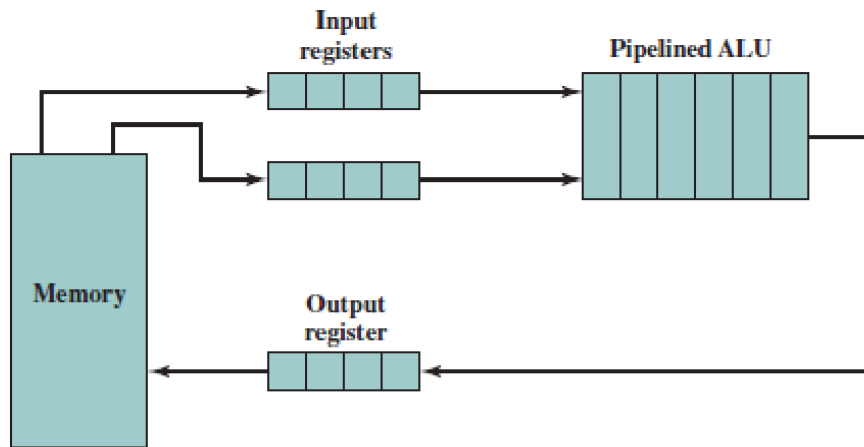 Input
registers
Pipelined ALU
Memory
Output
register